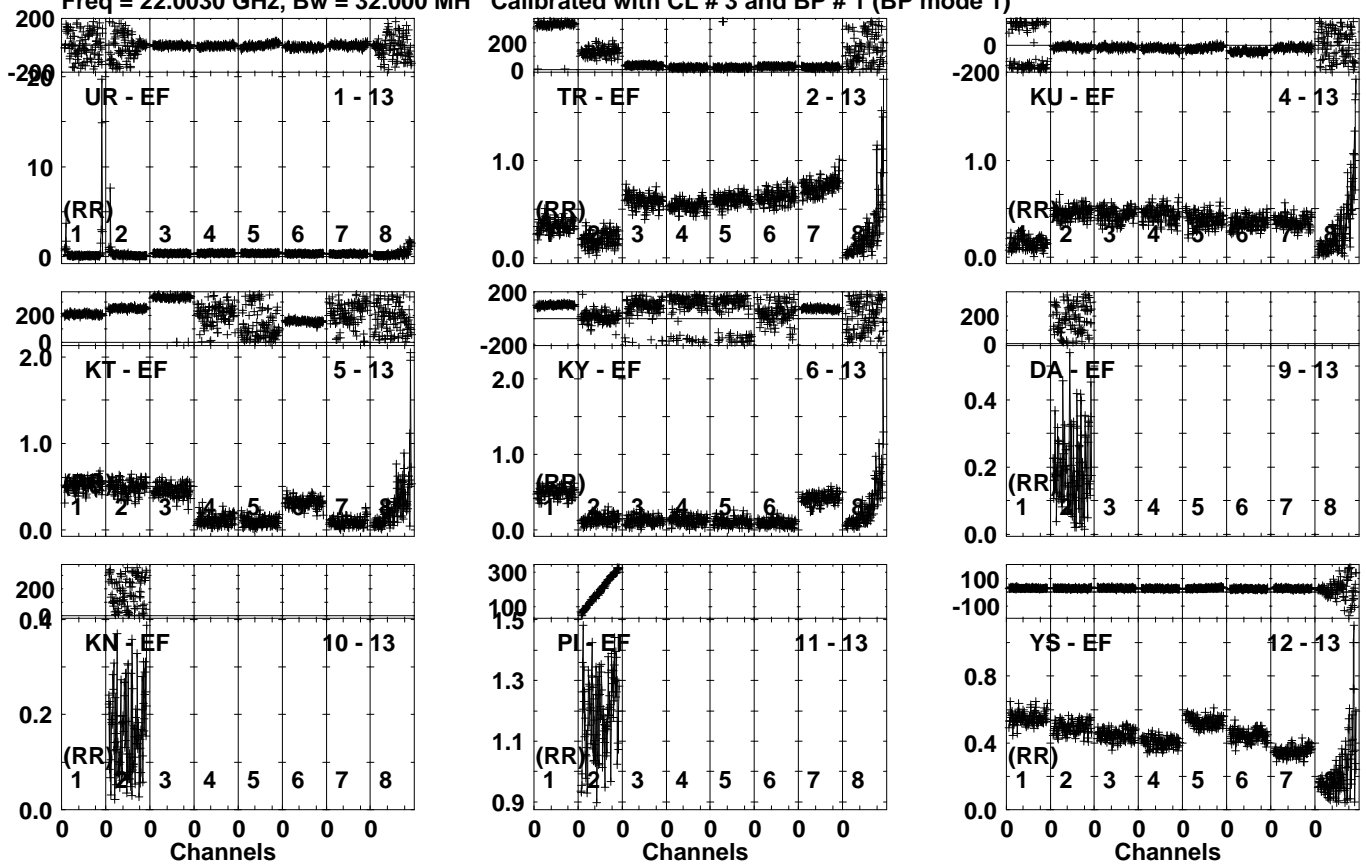 Freq = 22.0030 GHz, Bw = 32.000 MH Calibrated with CL # 3 and BP # 1 (BP mode 1)
200
-200
20
10
0
UR - EF 1 - 13
(RR)
1 2 3 4 5 6 7 8
200
0
1.0
0.0
TR - EF 2 - 13
(RR)
1 2 3 4 5 6 7 8
0
-200
1.0
0.0
KU - EF 4 - 13
(RR)
1 2 3 4 5 6 7 8
200
0
2.0
1.0
0.0
KT - EF 5 - 13
(RR)
1 2 3 4 5 6 7 8
200
-200
2.0
1.0
0.0
KY - EF 6 - 13
(RR)
1 2 3 4 5 6 7 8
200
0
0.4
0.2
0.0
DA - EF 9 - 13
(RR)
1 2 3 4 5 6 7 8
200
0
0.4
0.2
0.0
KN - EF 10 - 13
(RR)
1 2 3 4 5 6 7 8
0 0 0 0 0 0 0 0
Channels
300
100
1.5
1.3
1.1
0.9
PI - EF 11 - 13
(RR)
1 2 3 4 5 6 7 8
0 0 0 0 0 0 0 0
Channels
100
-100
0.8
0.4
0.0
YS - EF 12 - 13
(RR)
1 2 3 4 5 6 7 8
0 0 0 0 0 0 0 0
Channels